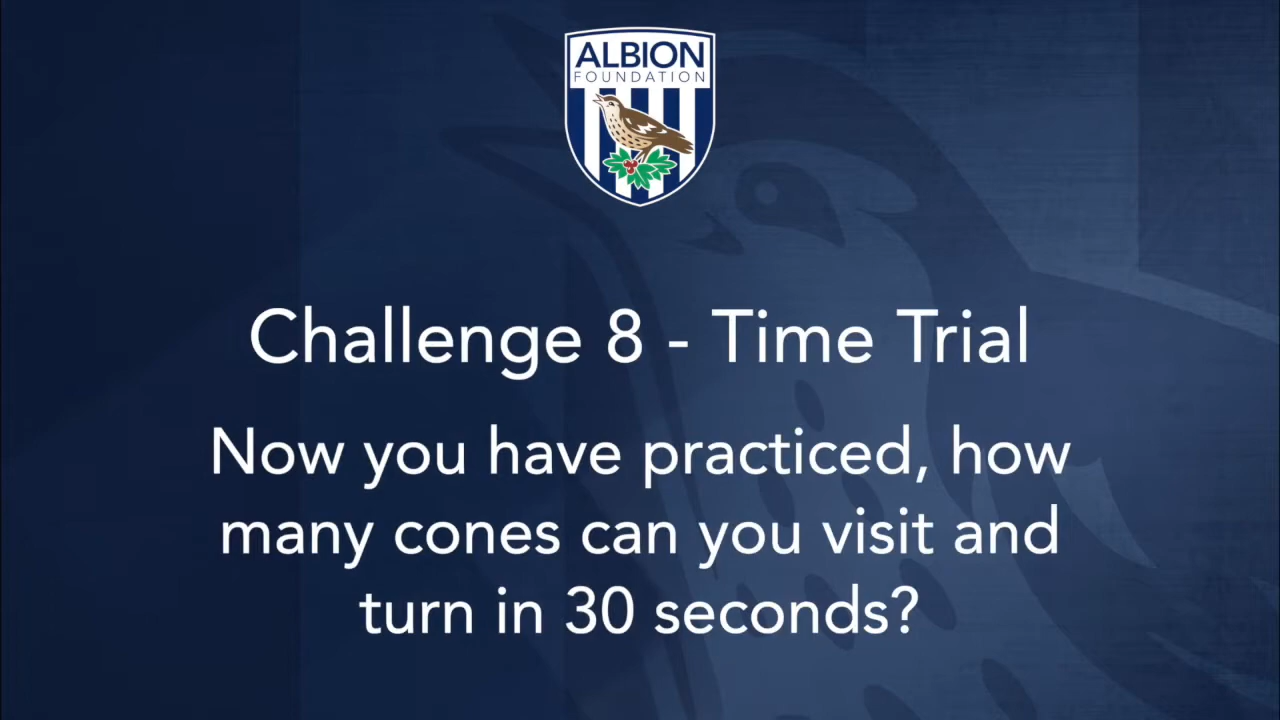 ALBION
FOUNDATION
Challenge 8 - Time Trial
Now you have practiced, how
many cones can you visit and
turn in 30 seconds?